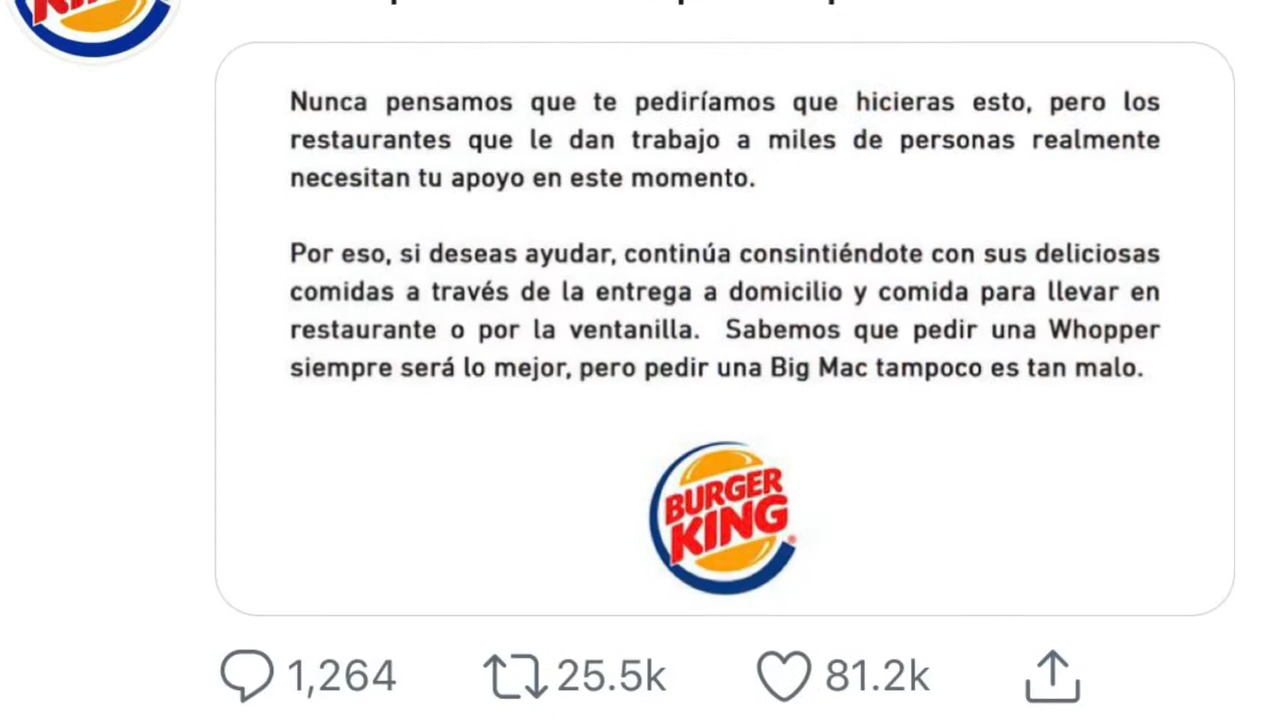 KING
Nunca pensamos que te pediríamos que hicieras esto, pero los
restaurantes que le dan trabajo a miles de personas realmente
necesitan tu apoyo en este momento.
Por eso, si deseas ayudar, continúa consintiéndote con sus deliciosas
comidas a través de la entrega a domicilio y comida para llevar en
restaurante o por la ventanilla. Sabemos que pedir una Whopper
siempre será lo mejor, pero pedir una Big Mac tampoco es tan malo.
BURGER
KING
1,264 25.5k 81.2k